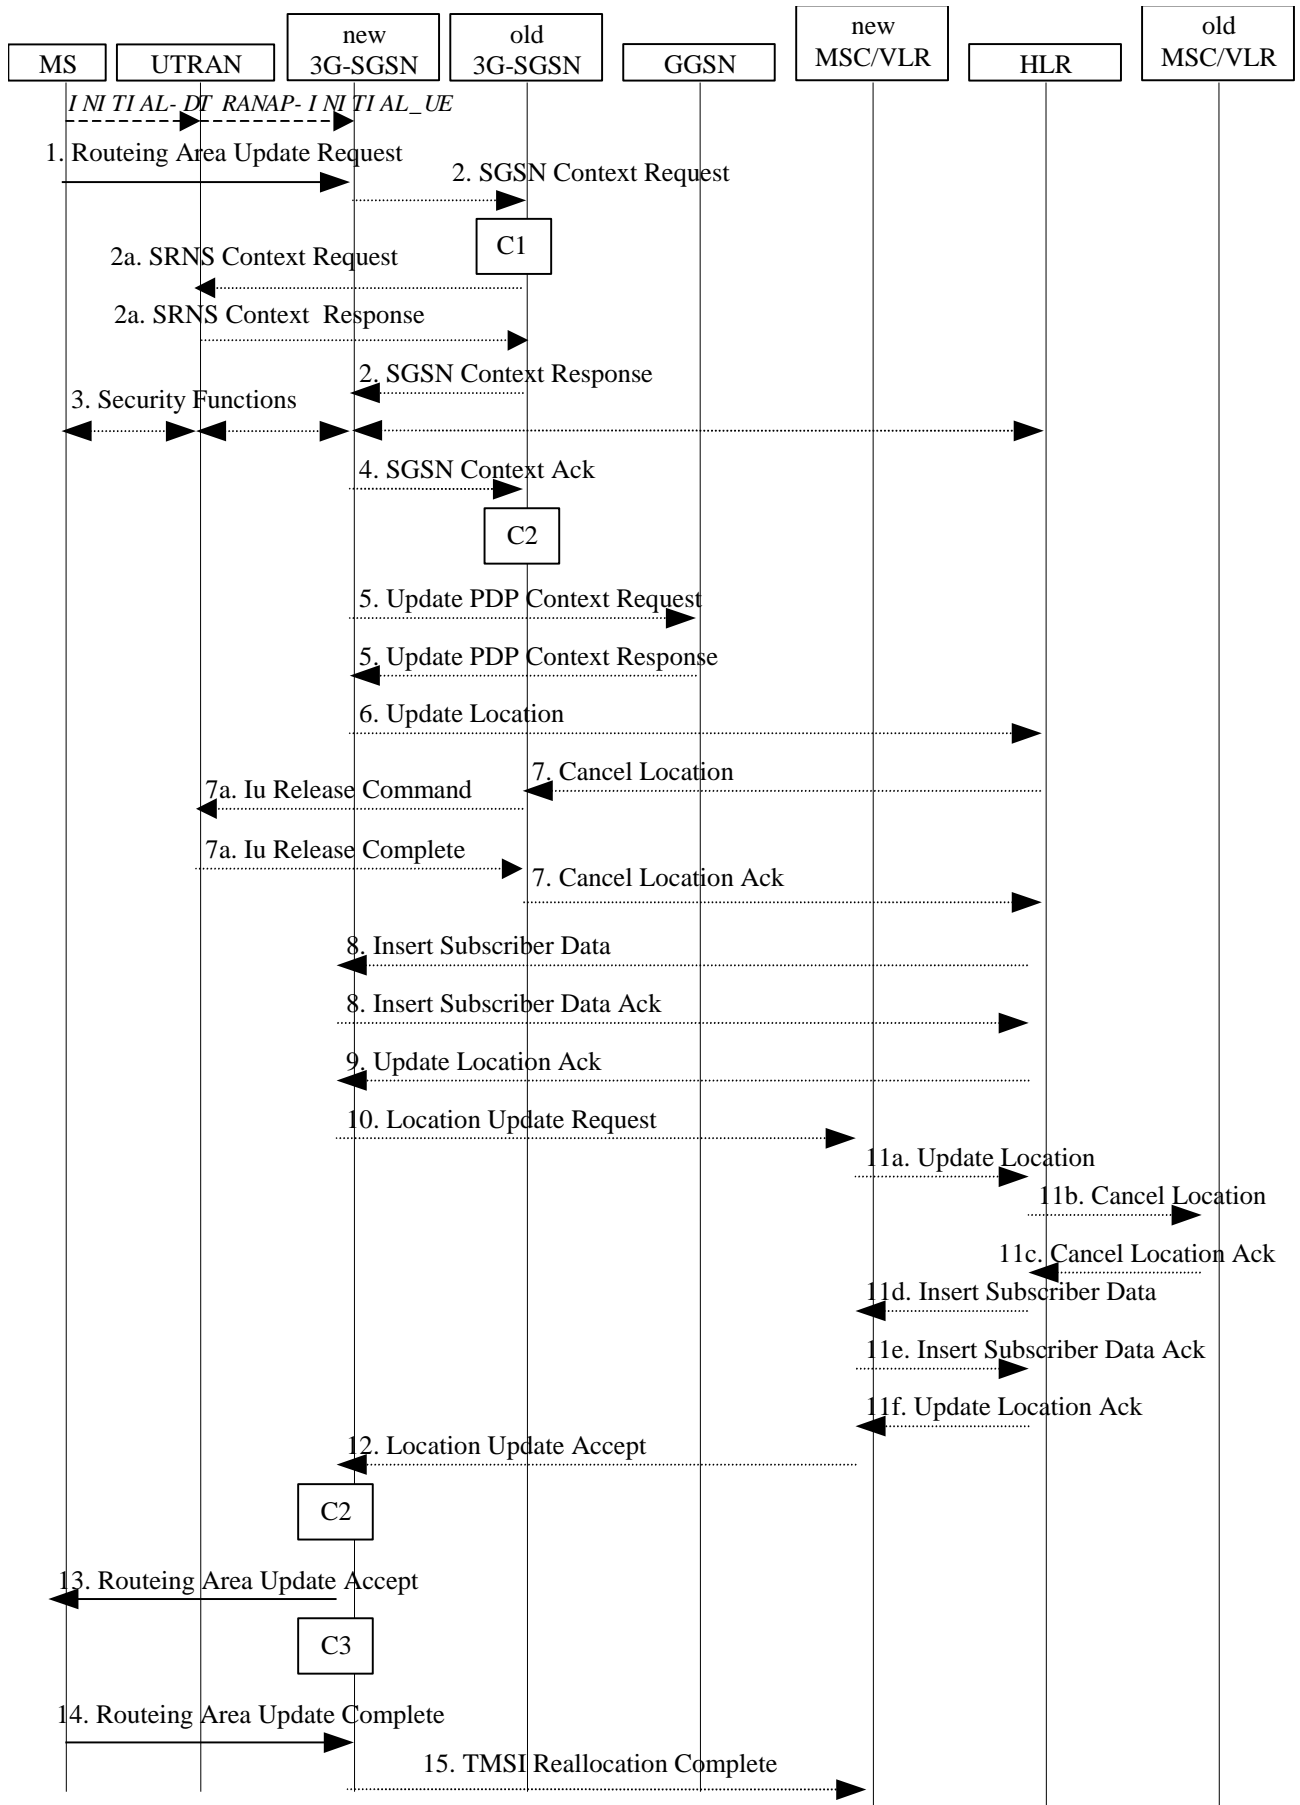 new
old
new
old
MS
UTRAN
3G-SGSN
3G-SGSN
GGSN
MSC/VLR
HLR
MSC/VLR
INITIAL-DT RANAP-INITIAL_UE
1. Routeing Area Update Request
2. SGSN Context Request
C1
2a. SRNS Context Request
2a. SRNS Context Response
2. SGSN Context Response
3. Security Functions
4. SGSN Context Ack
C2
5. Update PDP Context Request
5. Update PDP Context Response
6. Update Location
7. Cancel Location
7a. Iu Release Command
7a. Iu Release Complete
7. Cancel Location Ack
8. Insert Subscriber Data
8. Insert Subscriber Data Ack
9. Update Location Ack
10. Location Update Request
11a. Update Location
11b. Cancel Location
11c. Cancel Location Ack
11d. Insert Subscriber Data
11e. Insert Subscriber Data Ack
11f. Update Location Ack
12. Location Update Accept
C2
13. Routeing Area Update Accept
C3
14. Routeing Area Update Complete
15. TMSI Reallocation Complete